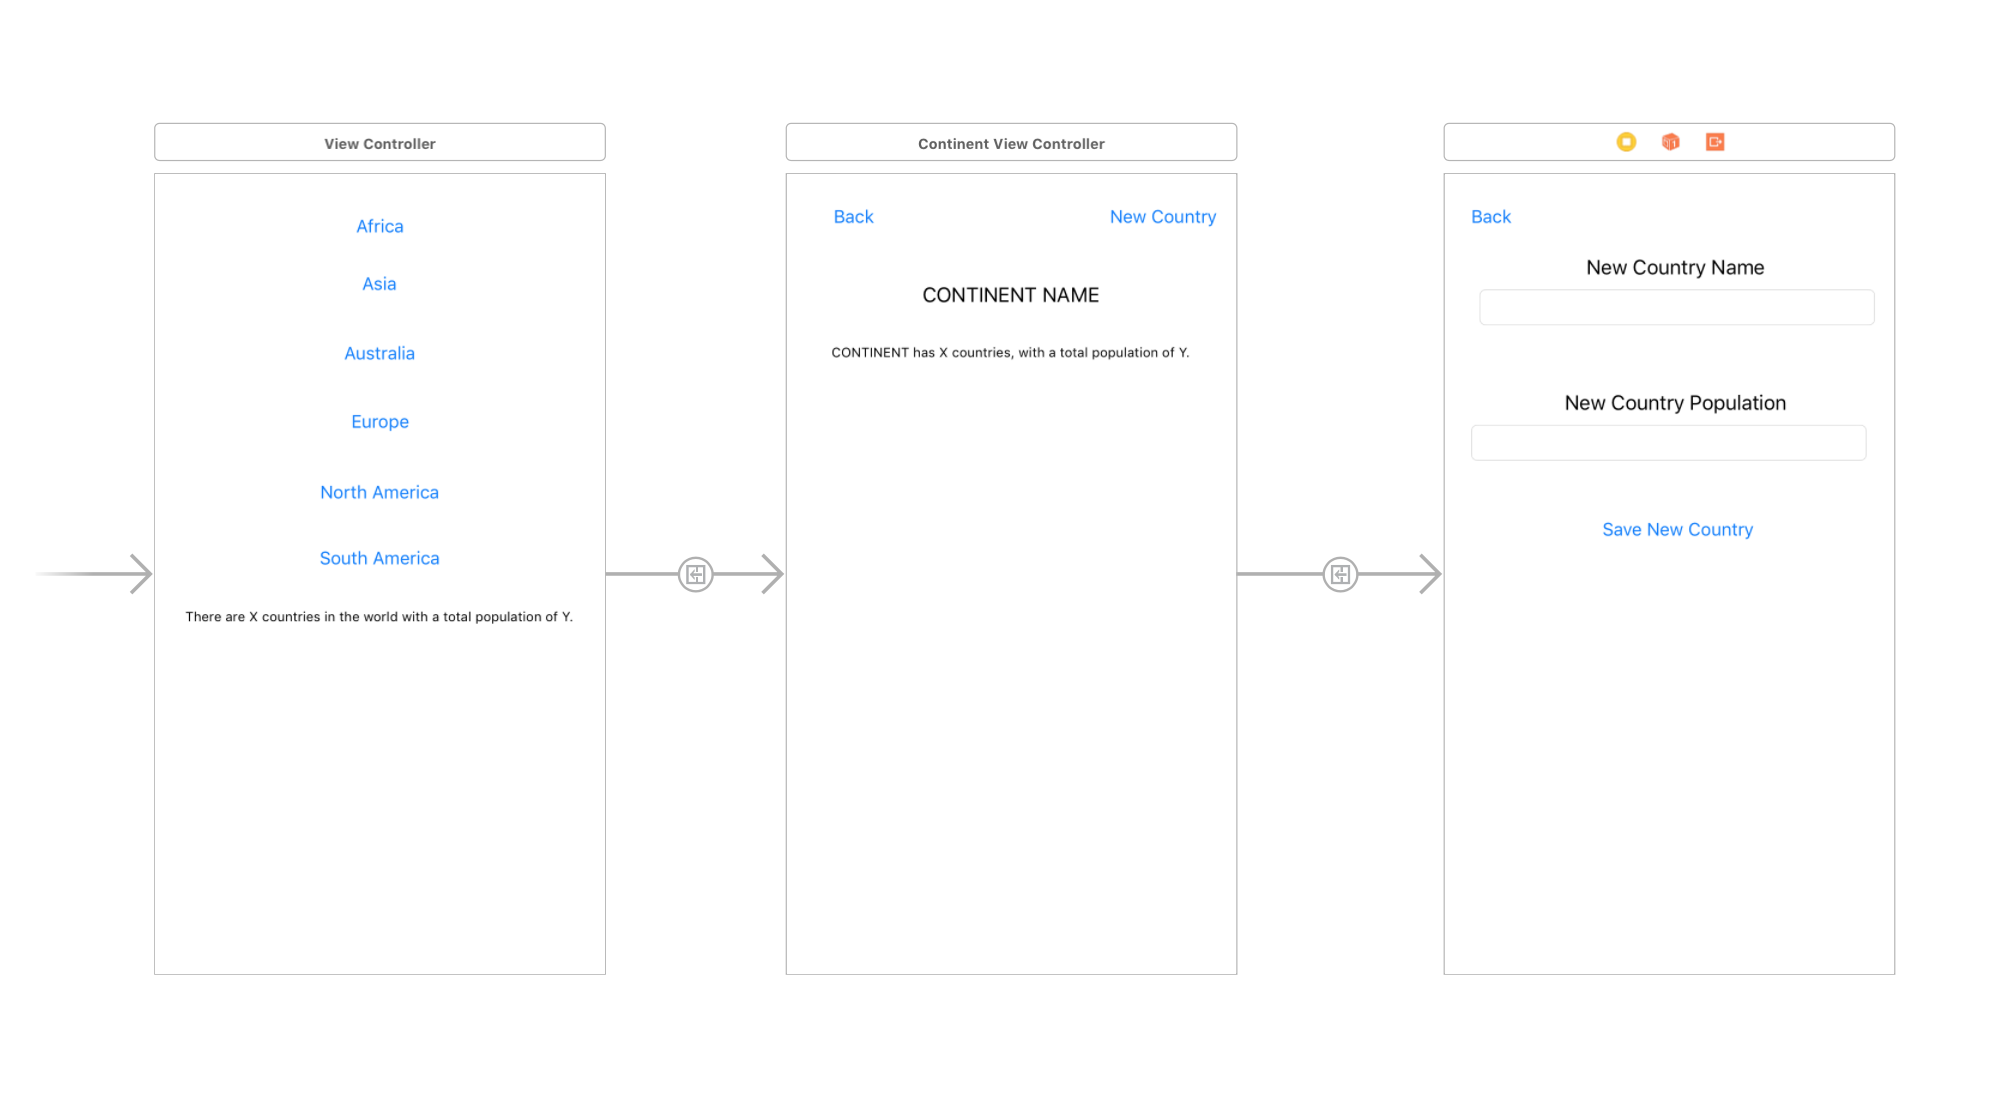 View Controller
Africa
Asia
Australia
Europe
North America
South America
There are X countries in the world with a total population of Y.
Continent View Controller
Back
New Country
CONTINENT NAME
CONTINENT has X countries, with a total population of Y.
Back
New Country Name
New Country Population
Save New Country